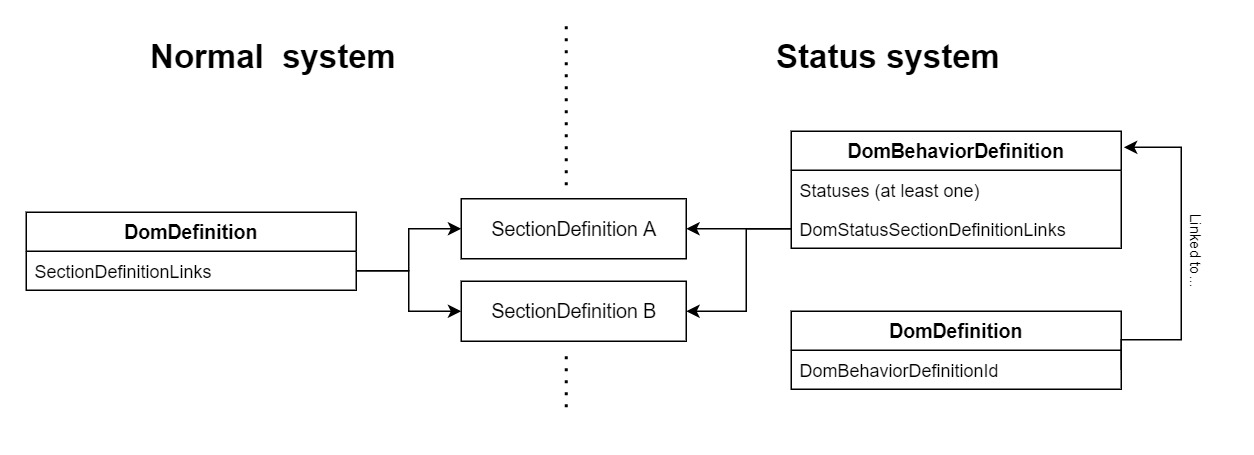 Normal  system
Status system
DomDefinition
SectionDefinitionLinks
SectionDefinition A
SectionDefinition B
DomBehaviorDefinition
Statuses (at least one)
DomStatusSectionDefinitionLinks
DomDefinition
DomBehaviorDefinitionId
Linked to ...